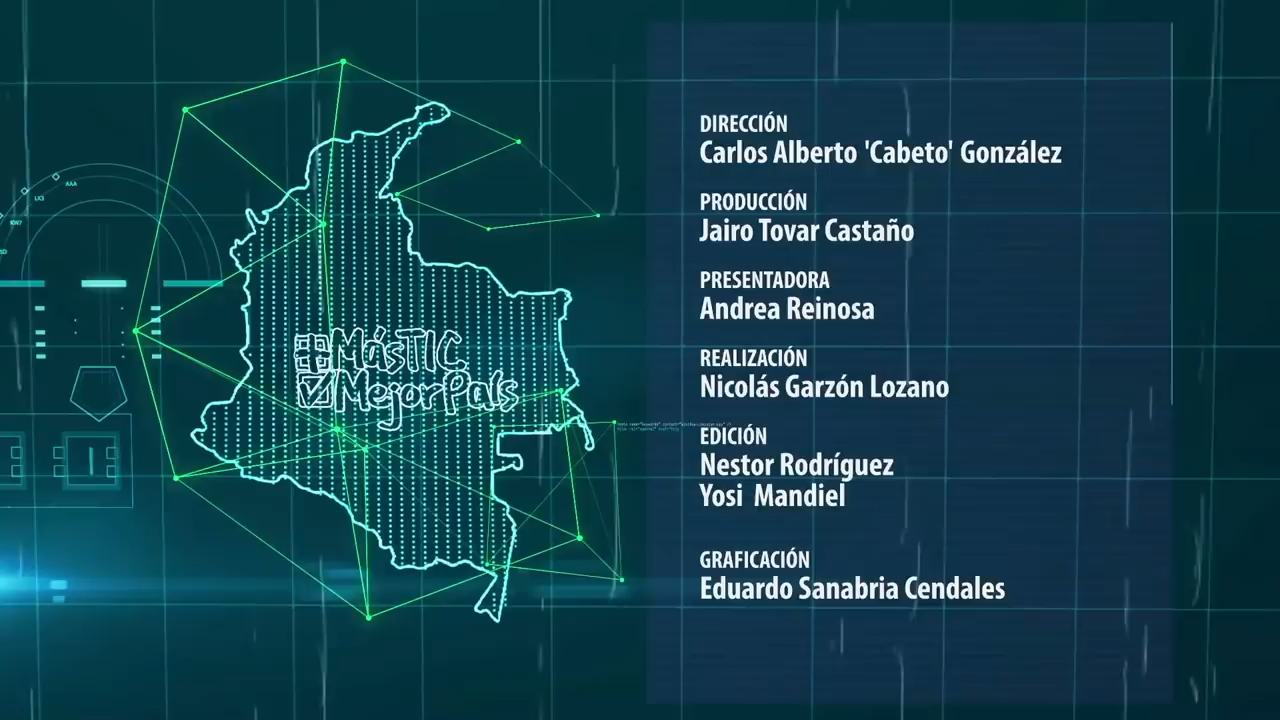 DIRECCIÓN
Carlos Alberto 'Cabeto' González
PRODUCCIÓN
Jairo Tovar Castaño
PRESENTADORA
Andrea Reinosa
REALIZACIÓN
Nicolás Garzón Lozano
EDICIÓN
Nestor Rodríguez
Yosi Mandiel
GRAFICACIÓN
Eduardo Sanabria Cendales
#MásTIC
MejorPaís
AAA